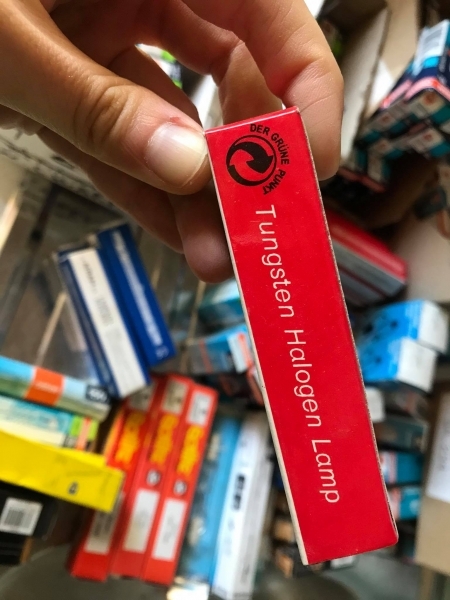 DER GRÜNE PUNKT
Tungsten Halogen Lamp